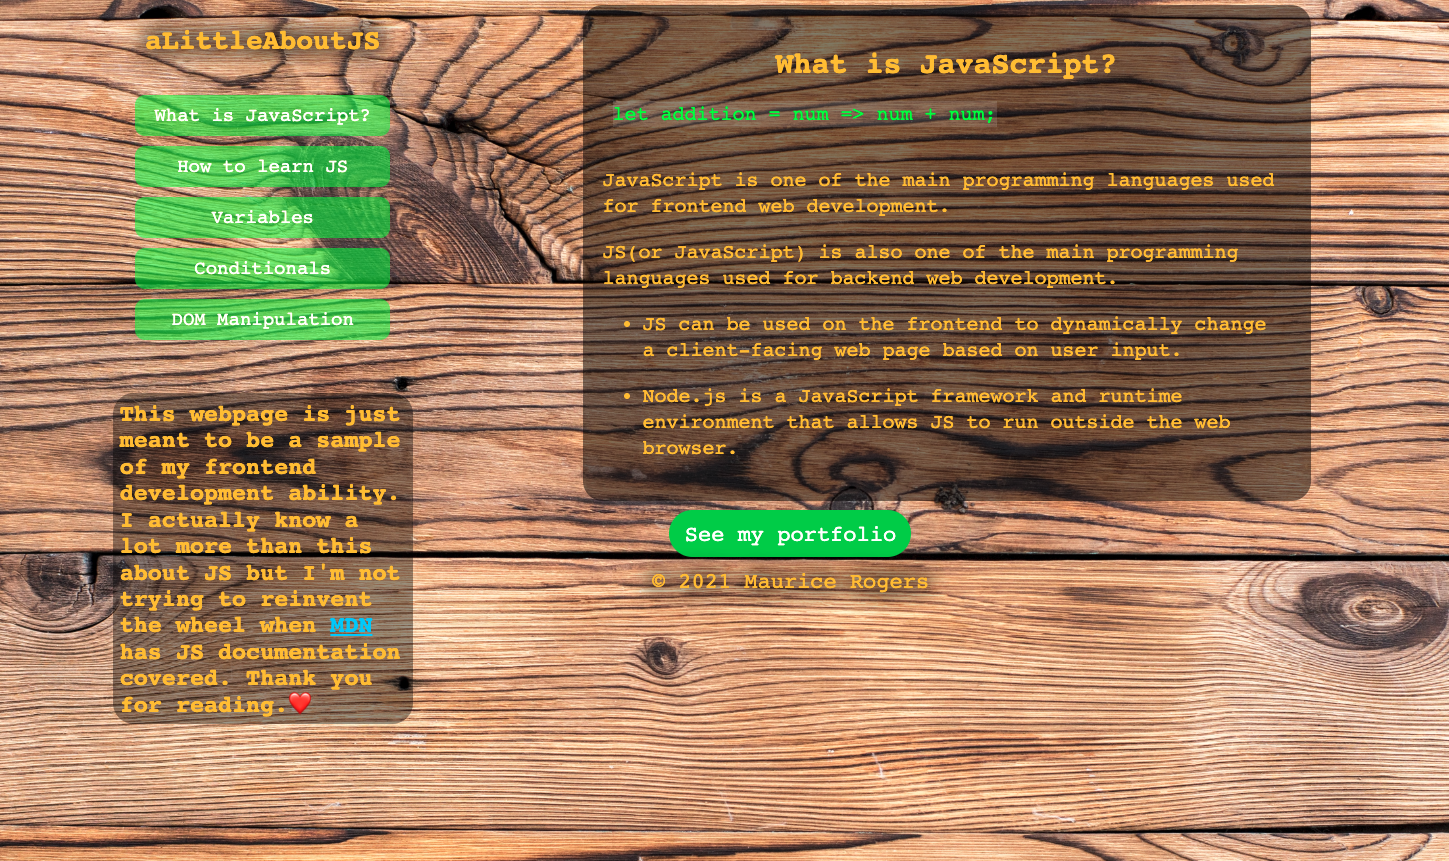 aLittleAboutJS
What is JavaScript?
How to learn JS
Variables
Conditionals
DOM Manipulation
This webpage is just
meant to be a sample
of my frontend
development ability.
I actually know a
lot more than this
about JS but I'm not
trying to reinvent
the wheel when MDN
has JS documentation
covered. Thank you
for reading.❤️
What is JavaScript?
let addition = num => num + num;
JavaScript is one of the main programming languages used
for frontend web development.
JS(or JavaScript) is also one of the main programming
languages used for backend web development.
• JS can be used on the frontend to dynamically change
a client-facing web page based on user input.
• Node.js is a JavaScript framework and runtime
environment that allows JS to run outside the web
browser.
See my portfolio
© 2021 Maurice Rogers